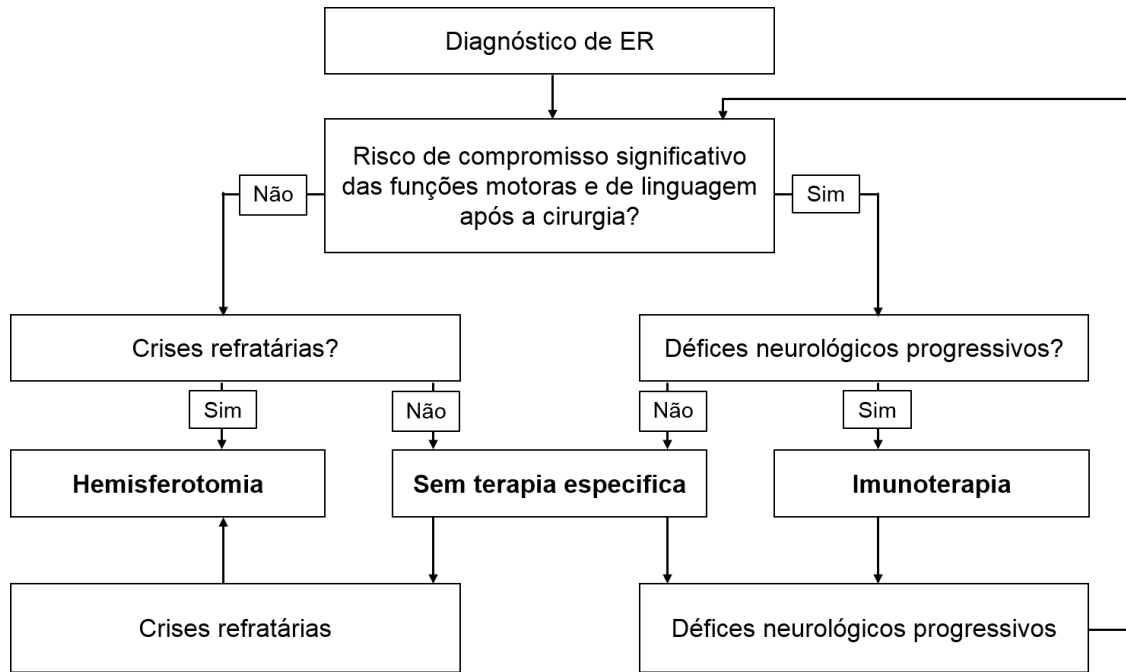 Diagnóstico de ER
Risco de compromisso significativo
das funções motoras e de linguagem
após a cirurgia?
Não
Sim
Crises refratárias?
Défices neurológicos progressivos?
Sim
Não
Não
Sim
Hemisferotomia
Sem terapia especifica
Imunoterapia
Crises refratárias
Défices neurológicos progressivos